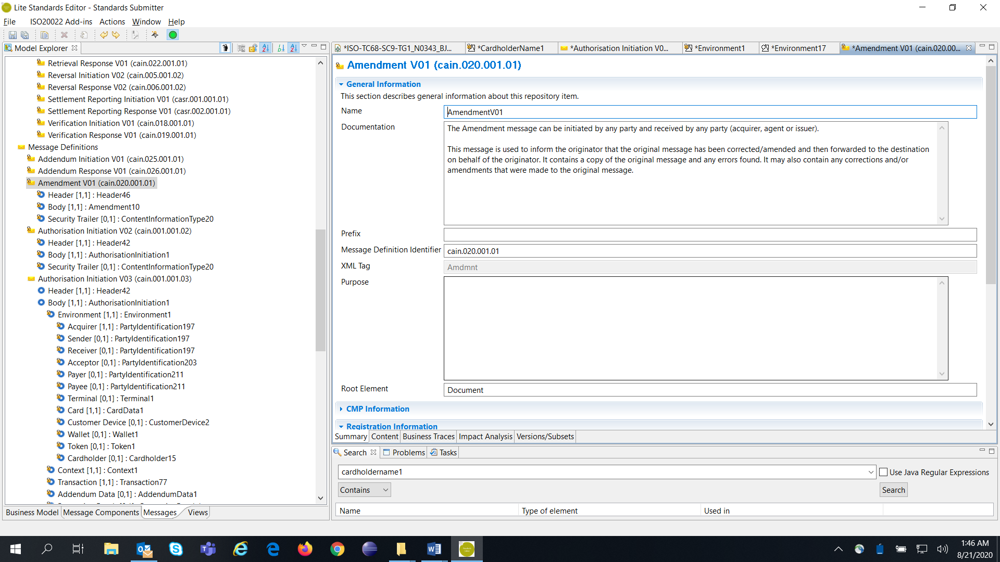 Lite Standards Editor - Standards Submitter
File ISO20022 Add-ins Actions Window Help
Model Explorer
Retrieval Response V01 (cain.022.001.01)
Reversal Initiation V02 (cain.005.001.02)
Reversal Response V02 (cain.006.001.02)
Settlement Reporting Initiation V01 (casr.001.001.01)
Settlement Reporting Response V01 (casr.002.001.01)
Verification Initiation V01 (cain.018.001.01)
Verification Response V01 (cain.019.001.01)
Message Definitions
Addendum Initiation V01 (cain.025.001.01)
Addendum Response V01 (cain.026.001.01)
Amendment V01 (cain.020.001.01)
Header [1,1] : Header46
Body [1,1] : Amendment10
Security Trailer [0,1] : ContentInformationType20
Authorisation Initiation V02 (cain.001.001.02)
Header [1,1] : Header42
Body [1,1] : AuthorisationInitiation1
Security Trailer [0,1] : ContentInformationType20
Authorisation Initiation V03 (cain.001.001.03)
Header [1,1] : Header42
Body [1,1] : AuthorisationInitiation1
Environment [1,1] : Environment1
Acquirer [1,1] : PartyIdentification197
Sender [0,1] : PartyIdentification197
Receiver [0,1] : PartyIdentification197
Acceptor [0,1] : PartyIdentification203
Payer [0,1] : PartyIdentification211
Payee [0,1] : PartyIdentification211
Terminal [0,1] : Terminal1
Card [1,1] : CardData1
Customer Device [0,1] : CustomerDevice2
Wallet [0,1] : Wallet1
Token [0,1] : Token1
Cardholder [0,1] : Cardholder15
Context [1,1] : Context1
Transaction [1,1] : Transaction77
Addendum Data [0,1] : AddendumData1
Business Model Message Components Messages Views
*ISO-TC68-SC9-TG1_N0343_BJ... *CardholderName1 *Authorisation Initiation V0... *Environment1 *Environment17 *Amendment V01 (cain.020.00...
Amendment V01 (cain.020.001.01)
General Information
This section describes general information about this repository item.
Name AmendmentV01
Documentation The Amendment message can be initiated by any party and received by any party (acquirer, agent or issuer).
This message is used to inform the originator that the original message has been corrected/amended and then forwarded to the destination
on behalf of the originator. It contains a copy of the original message and any errors found. It may also contain any corrections and/or
amendments that were made to the original message.
Prefix
Message Definition Identifier cain.020.001.01
XML Tag Amdmnt
Purpose
Root Element Document
CMP Information
Registration Information
Summary Content Business Traces Impact Analysis Versions/Subsets
Search Problems Tasks
cardholdername1 Use Java Regular Expressions
Contains Search
Name Type of element Used in
1:46 AM
8/21/2020